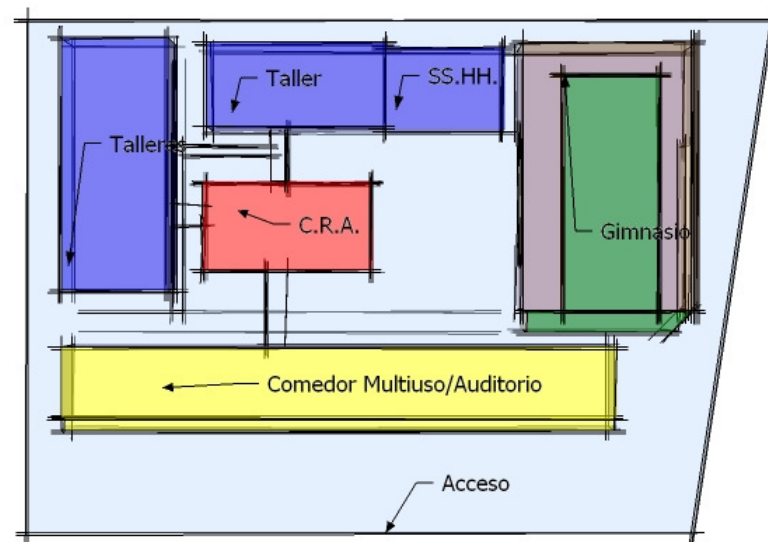 Taller
SS.HH.
Talleres
C.R.A.
Gimnasio
Comedor Multiuso/Auditorio
Acceso